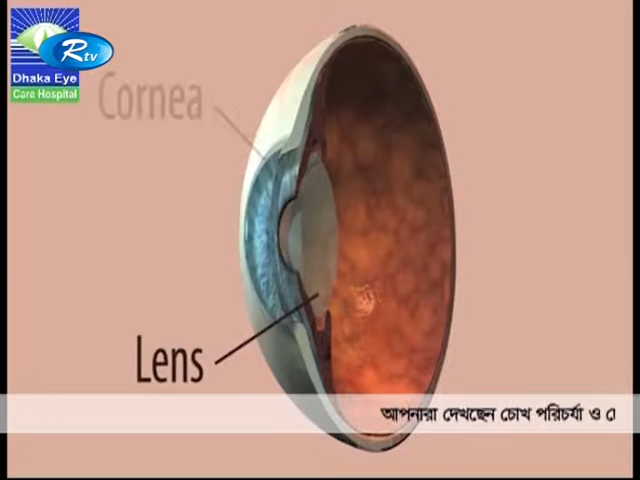 Rtv
Dhaka Eye
Care Hospital
Cornea
Lens
আপনারা দেখছেন চোখ পরিচর্যা ও